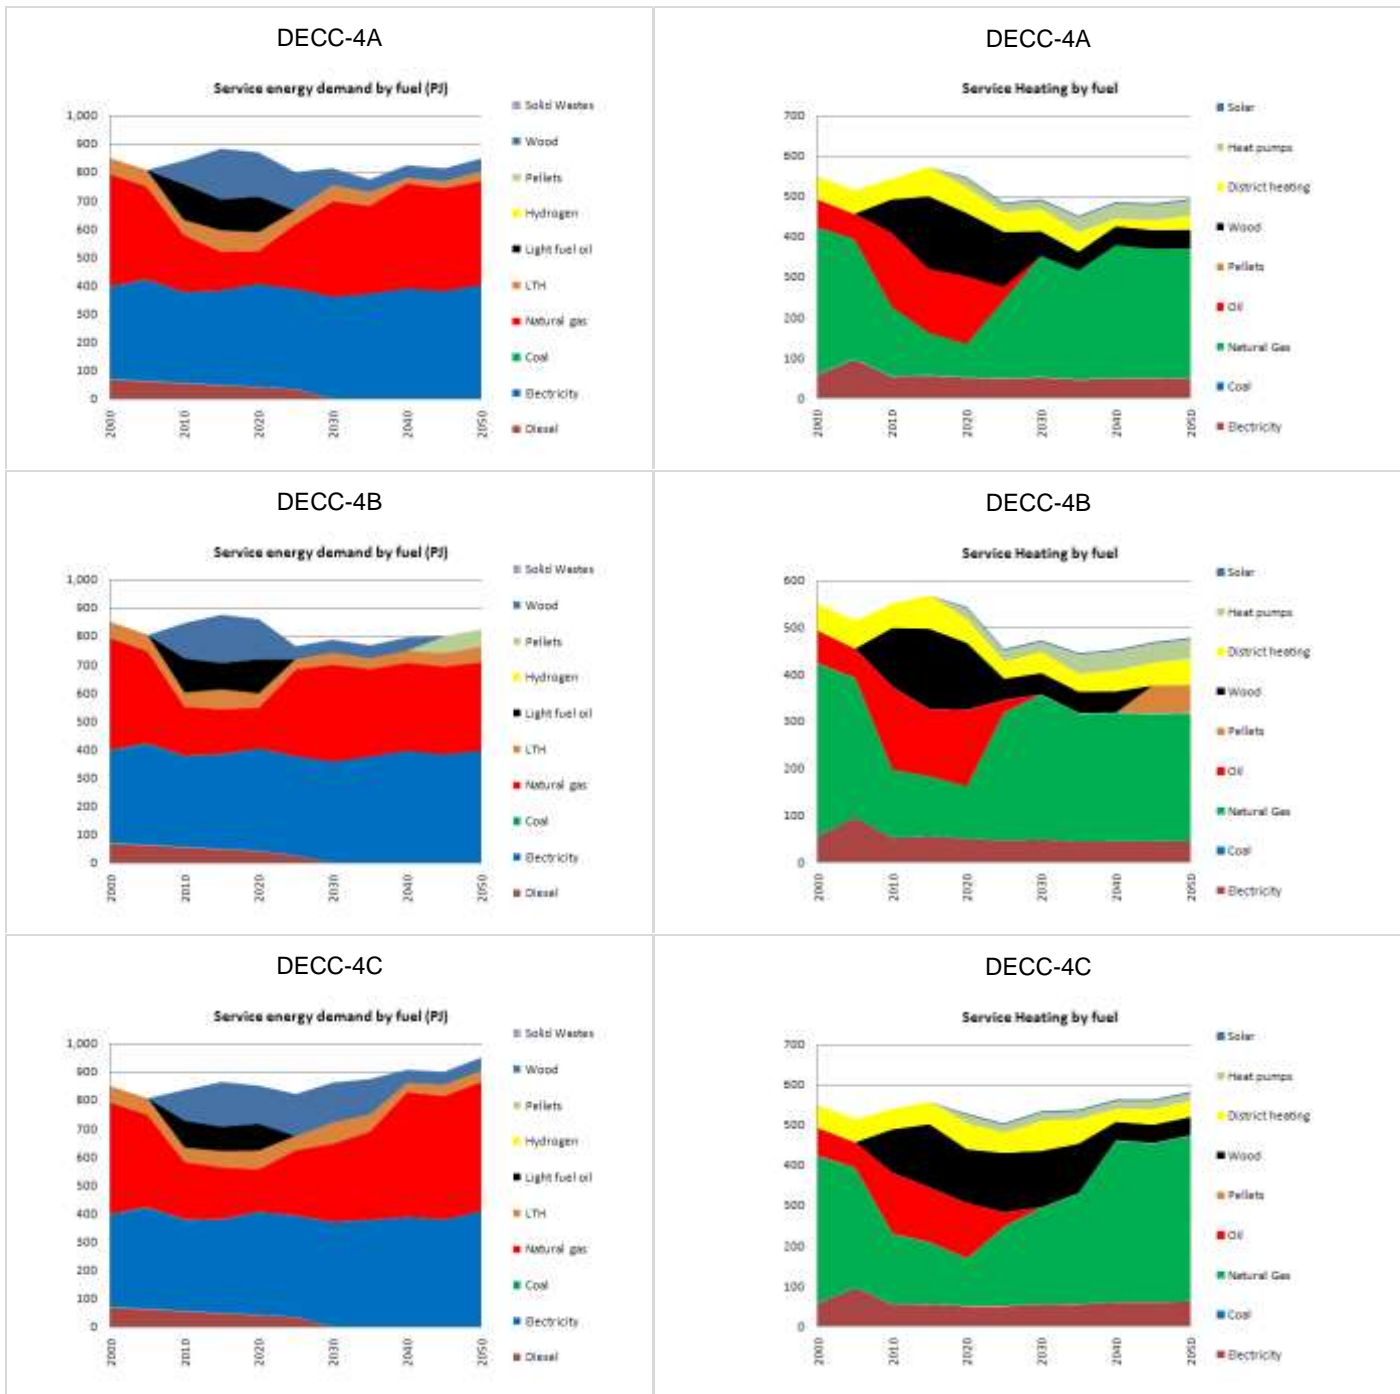 DECC-4A
Service energy demand by fuel (PJ)
1,000
900
800
700
600
500
400
300
200
100
0
2000
2010
2020
2030
2040
2050
Solid Wastes
Wood
Pellets
Hydrogen
Light fuel oil
LTH
Natural gas
Coal
Electricity
Diesel
DECC-4A
Service Heating by fuel
700
600
500
400
300
200
100
0
2000
2010
2020
2030
2040
2050
Solar
Heat pumps
District heating
Wood
Pellets
Oil
Natural Gas
Coal
Electricity
DECC-4B
Service energy demand by fuel (PJ)
1,000
900
800
700
600
500
400
300
200
100
0
2000
2010
2020
2030
2040
2050
Solid Wastes
Wood
Pellets
Hydrogen
Light fuel oil
LTH
Natural gas
Coal
Electricity
Diesel
DECC-4B
Service Heating by fuel
600
500
400
300
200
100
0
2000
2010
2020
2030
2040
2050
Solar
Heat pumps
District heating
Wood
Pellets
Oil
Natural Gas
Coal
Electricity
DECC-4C
Service energy demand by fuel (PJ)
1,000
900
800
700
600
500
400
300
200
100
0
2000
2010
2020
2030
2040
2050
Solid Wastes
Wood
Pellets
Hydrogen
Light fuel oil
LTH
Natural gas
Coal
Electricity
Diesel
DECC-4C
Service Heating by fuel
700
600
500
400
300
200
100
0
2000
2010
2020
2030
2040
2050
Solar
Heat pumps
District heating
Wood
Pellets
Oil
Natural Gas
Coal
Electricity